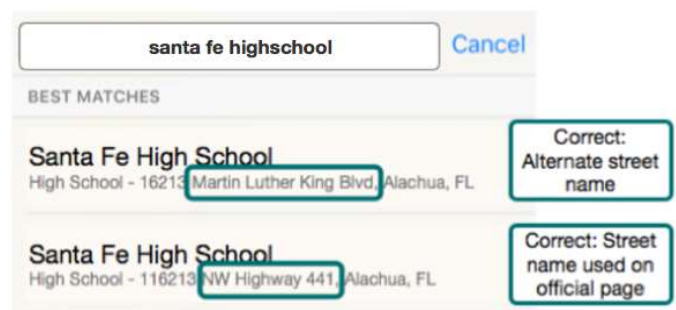 santa fe highschool Cancel
BEST MATCHES
Santa Fe High School
High School - 16213 Martin Luther King Blvd, Alachua, FL
Correct:
Alternate street
name
Santa Fe High School
High School - 116213 NW Highway 441, Alachua, FL
Correct: Street
name used on
official page